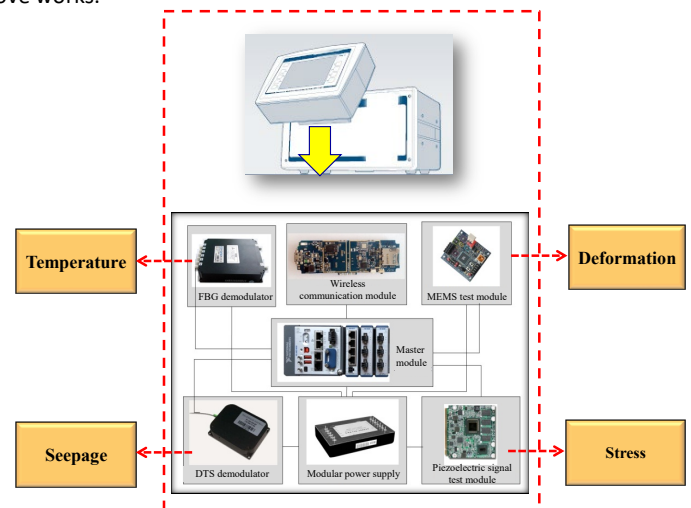 ove works.
Temperature
Deformation
FBG demodulator
Wireless
communication module
MEMS test module
Master
module
Seepage
Stress
DTS demodulator
Modular power supply
Piezoelectric signal
test module